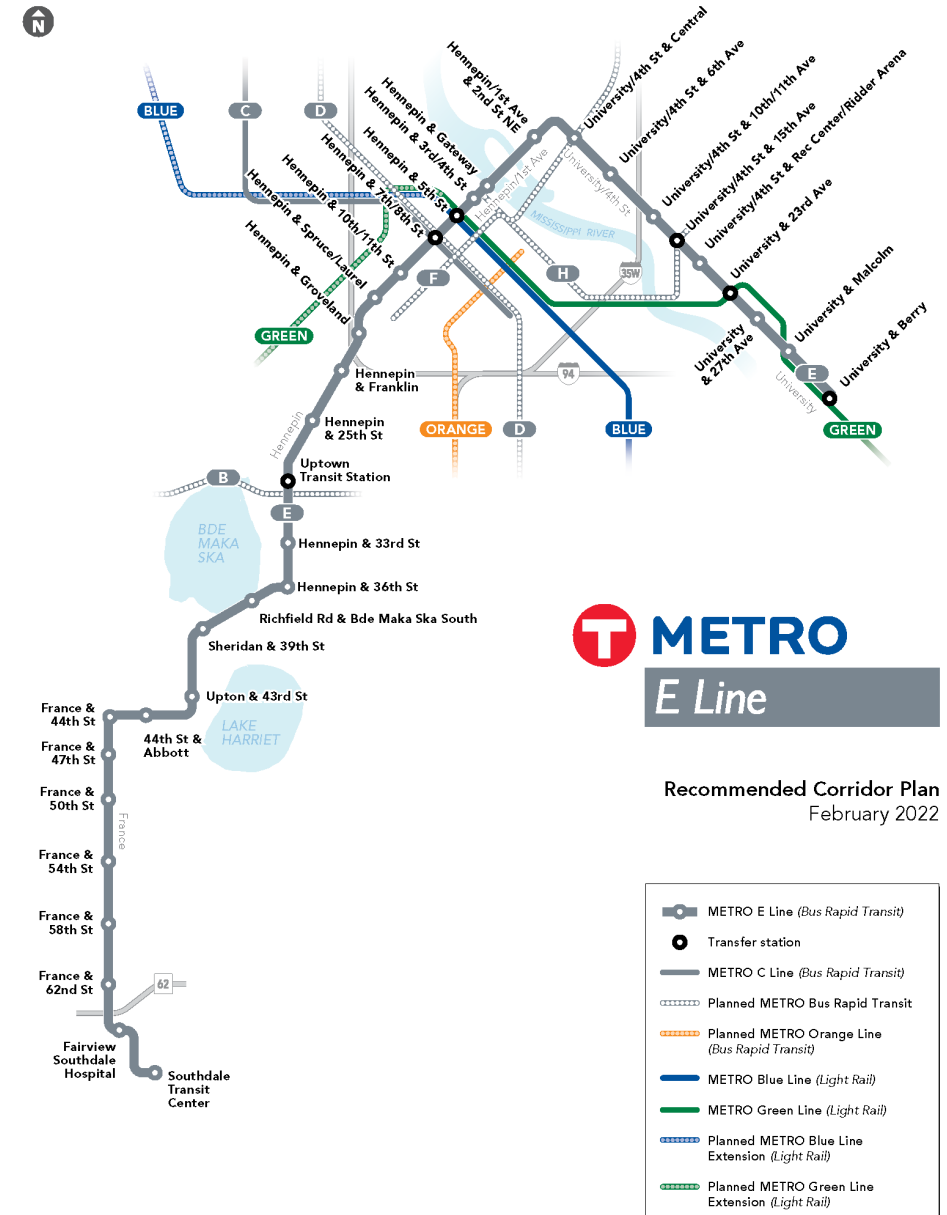 N
BLUE
C
D
Hennepin/1st Ave
& 2nd St NE
Hennepin & Gateway
Hennepin & 3rd/4th St
Hennepin & 5th St
Hennepin & 7th/8th St
Hennepin & 10th/11th St
Hennepin & Spruce/Laurel
Hennepin & Groveland
University/4th St & Central
University/4th St & 6th Ave
University/4th St & 10th/11th Ave
University/4th St & 15th Ave
University/4th St & Rec Center/Ridder Arena
University & 23rd Ave
University
& 27th Ave
University & Malcolm
University & Berry
Hennepin/1st Ave
University/4th St
MISSISSIPPI RIVER
F
H
35W
94
GREEN
E
University
GREEN
ORANGE
D
BLUE
Hennepin
& Franklin
Hennepin
Hennepin
& 25th St
Uptown
Transit Station
B
E
BDE
MAKA
SKA
Hennepin & 33rd St
Hennepin & 36th St
Richfield Rd & Bde Maka Ska South
Sheridan & 39th St
Upton & 43rd St
LAKE
HARRIET
44th St &
Abbott
France &
44th St
France &
47th St
France &
50th St
France
France &
54th St
France &
58th St
France &
62nd St
62
Fairview
Southdale
Hospital
Southdale
Transit
Center
T METRO
E Line
Recommended Corridor Plan
February 2022
METRO E Line (Bus Rapid Transit)
Transfer station
METRO C Line (Bus Rapid Transit)
Planned METRO Bus Rapid Transit
Planned METRO Orange Line
(Bus Rapid Transit)
METRO Blue Line (Light Rail)
METRO Green Line (Light Rail)
Planned METRO Blue Line
Extension (Light Rail)
Planned METRO Green Line
Extension (Light Rail)